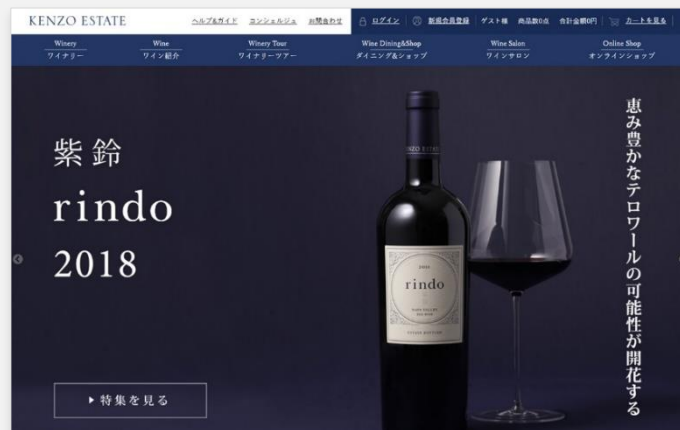 KENZO ESTATE
ヘルプ&ガイド コンシェルジュ お問合わせ ログイン 新規会員登録 ゲスト様 商品数0点 合計金額0円 カートを見る
Winery Wine Winery Tour Wine Dining&Shop Wine Salon Online Shop
ワイナリー ワイン紹介 ワイナリーツアー ダイニング&ショップ ワインサロン オンラインショップ
紫鈴
rindo
2018
特集を見る
恵み豊かなテロワールの可能性が開花する
KENZO ESTATE
rindo